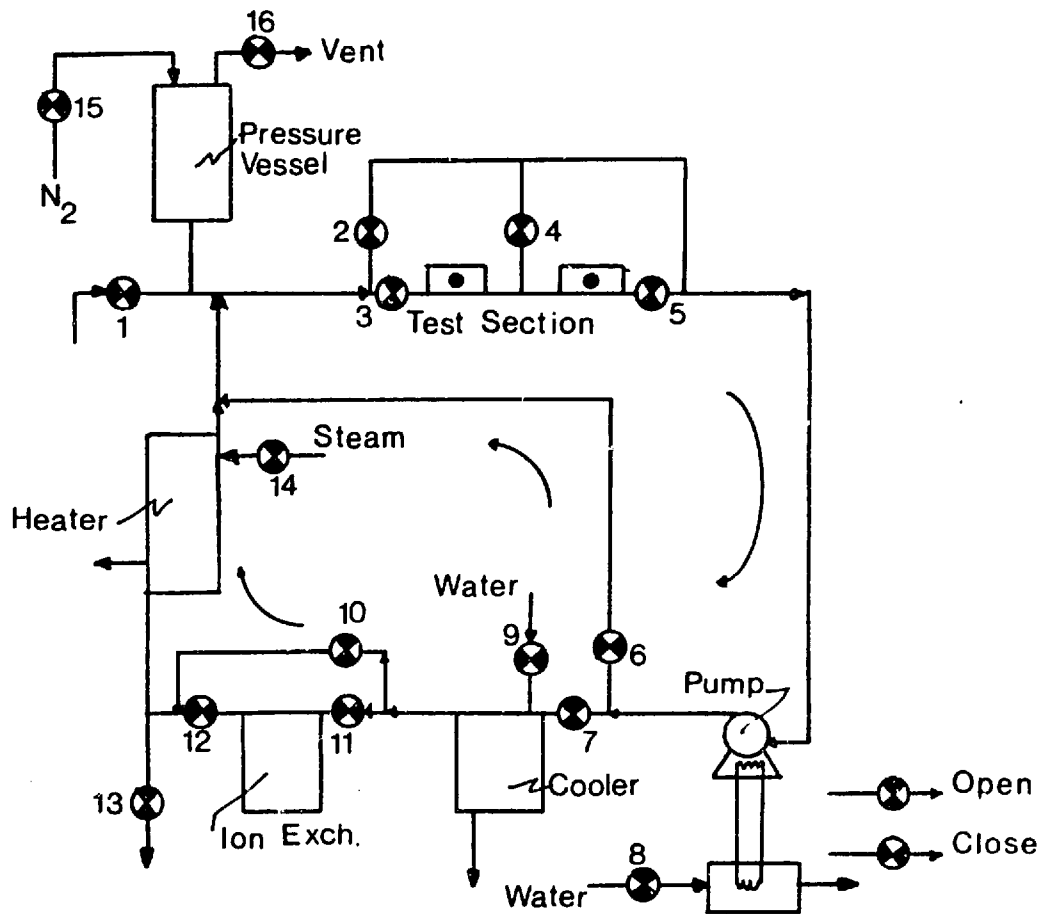 16
Vent
15
Pressure
Vessel
N2
2
4
1
3
Test Section
5
Steam
14
Heater
Water
10
9
6
Pump
12
11
7
13
Cooler
Ion Exch.
Open
Close
8
Water